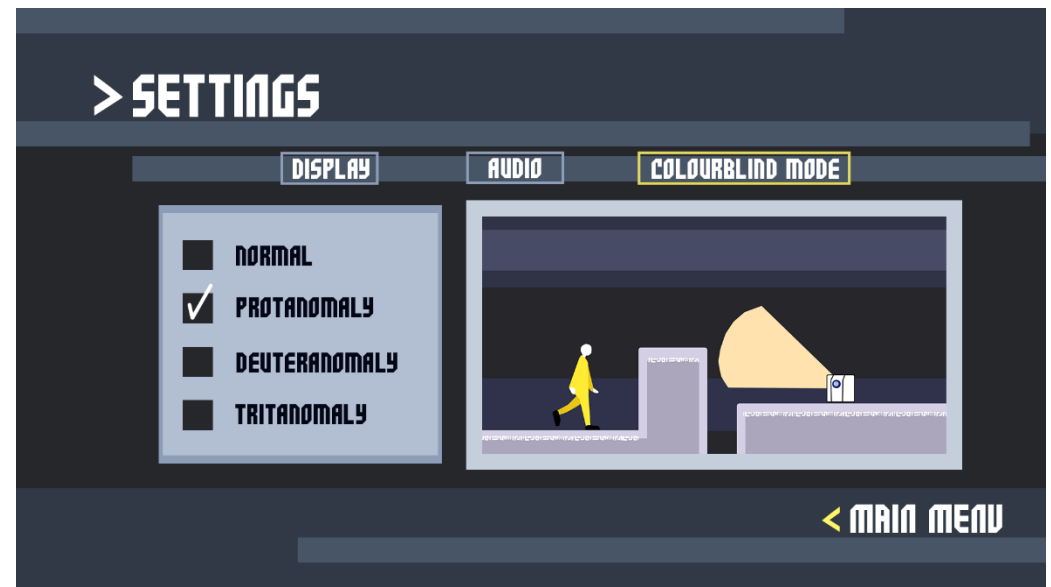 > SETTINGS
DISPLAY AUDIO COLOURBLIND MODE
NORMAL
PROTANOMALY
DEUTERANOMALY
TRITANOMALY
< MAIN MENU